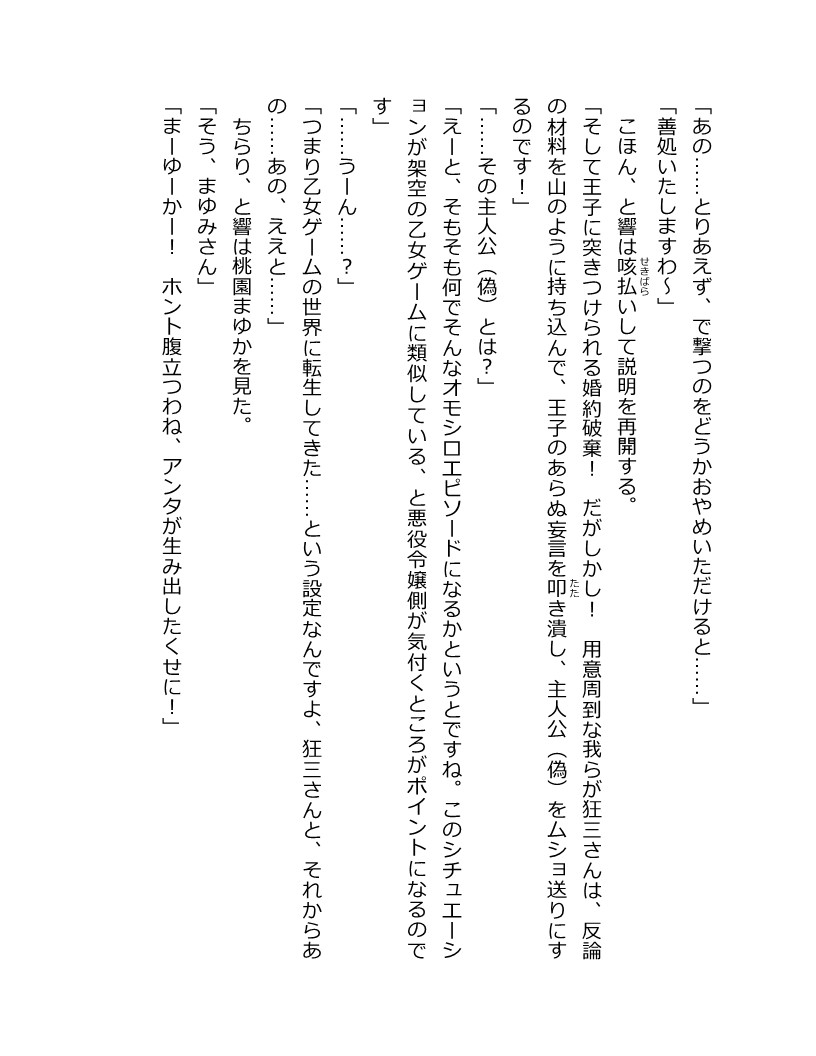 「あの……とりあえず、で撃つのをどうかおやめいただけると……」
「善処いたしますわ～」
　こほん、と響は咳払いして説明を再開する。
せきばら
「そして王子に突きつけられる婚約破棄！　だがしかし！　用意周到な我らが狂三さんは、反論
の材料を山のように持ち込んで、王子のあらぬ妄言を叩き潰し、主人公（偽）をムショ送りにす
たた
るのです！」
「……その主人公（偽）とは？」
「えーと、そもそも何でそんなオモシロエピソードになるかというとですね。このシチュエーシ
ョンが架空の乙女ゲームに類似している、と悪役令嬢側が気付くところがポイントになるので
す」
「……うーん……？」
「つまり乙女ゲームの世界に転生してきた……という設定なんですよ、狂三さんと、それからあ
の……あの、ええと……」
　ちらり、と響は桃園まゆかを見た。
「そう、まゆみさん」
「まーゆーかー！　ホント腹立つわね、アンタが生み出したくせに！」